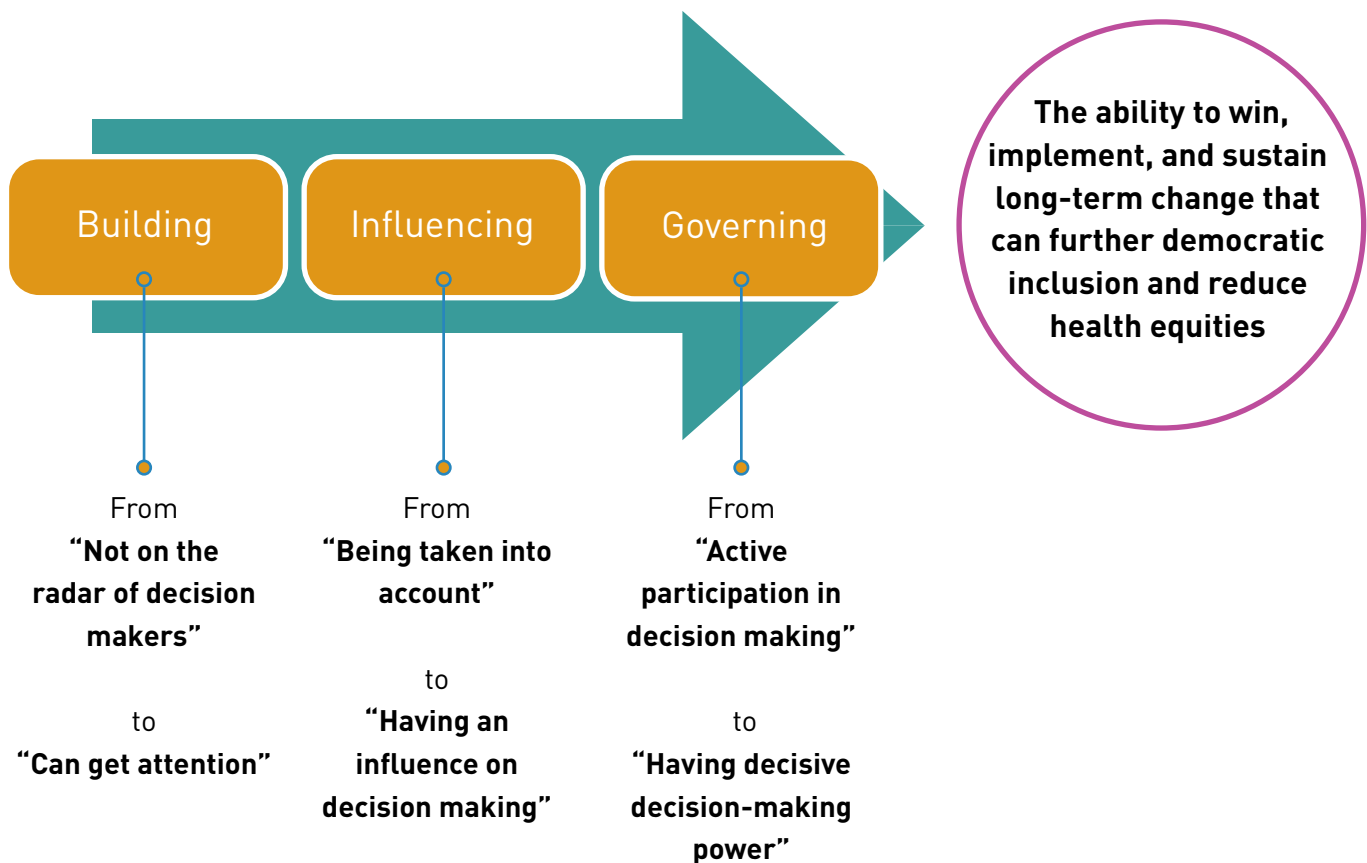 The ability to win,
implement, and sustain
long-term change that
can further democratic
inclusion and reduce
health equities
Building
Influencing
Governing
From
“Not on the
radar of decision
makers”
to
“Can get attention”
From
“Being taken into
account”
to
“Having an
influence on
decision making”
From
“Active
participation in
decision making”
to
“Having decisive
decision-making
power”